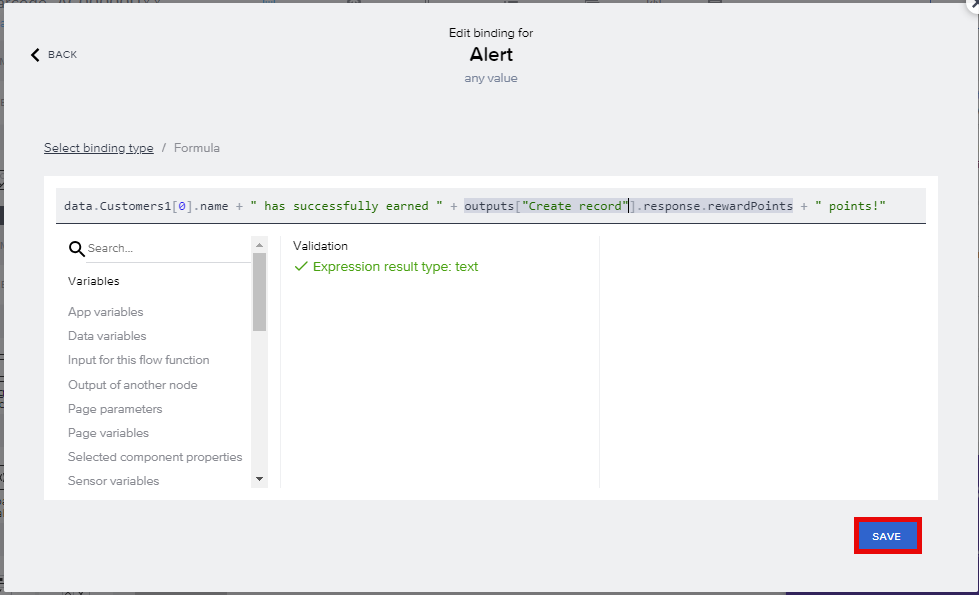 Edit binding for
BACK
Alert
any value
Select binding type / Formula
data.Customers1[0].name + " has successfully earned " + outputs["Create record"].response.rewardPoints + " points!"
Search...
Validation
Expression result type: text
Variables
App variables
Data variables
Input for this flow function
Output of another node
Page parameters
Page variables
Selected component properties
Sensor variables
SAVE